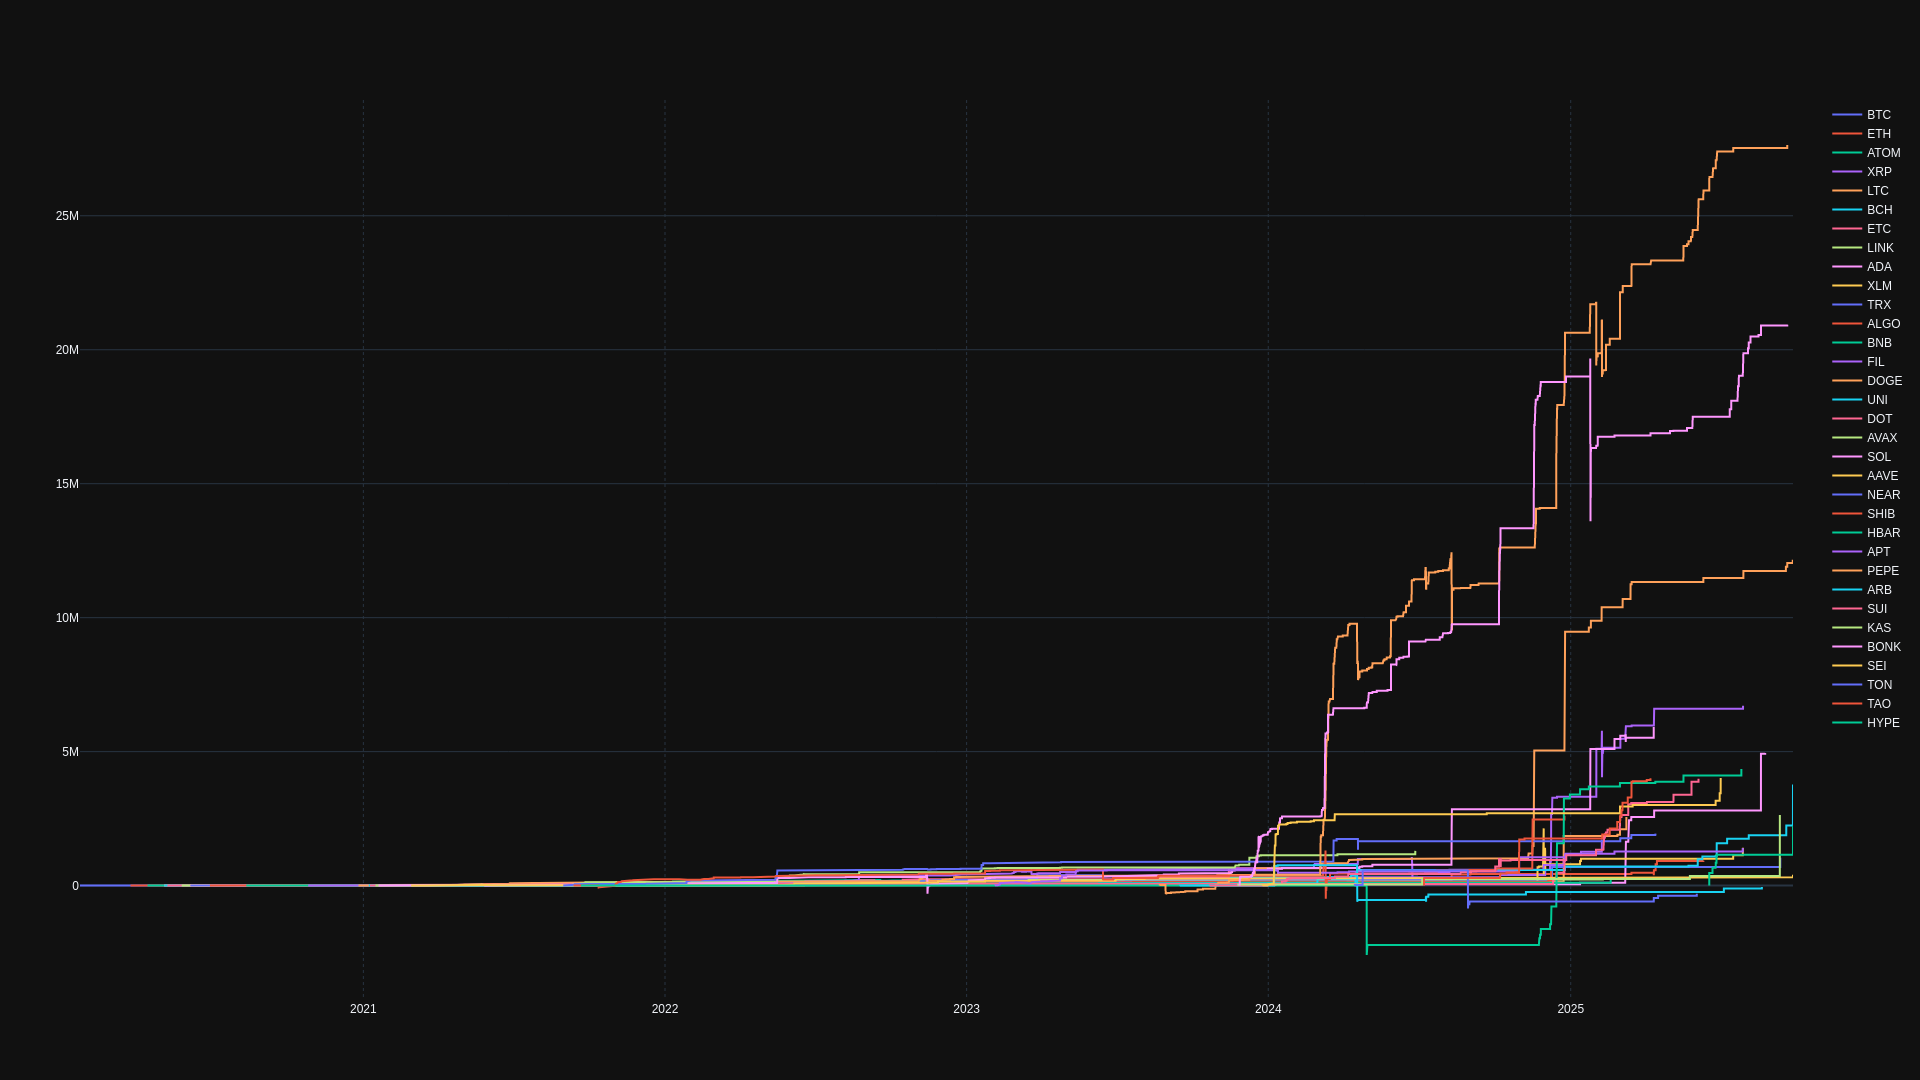 25M
20M
15M
10M
5M
0
2021
2022
2023
2024
2025
BTC
ETH
ATOM
XRP
LTC
BCH
ETC
LINK
ADA
XLM
TRX
ALGO
BNB
FIL
DOGE
UNI
DOT
AVAX
SOL
AAVE
NEAR
SHIB
HBAR
APT
PEPE
ARB
SUI
KAS
BONK
SEI
TON
TAO
HYPE